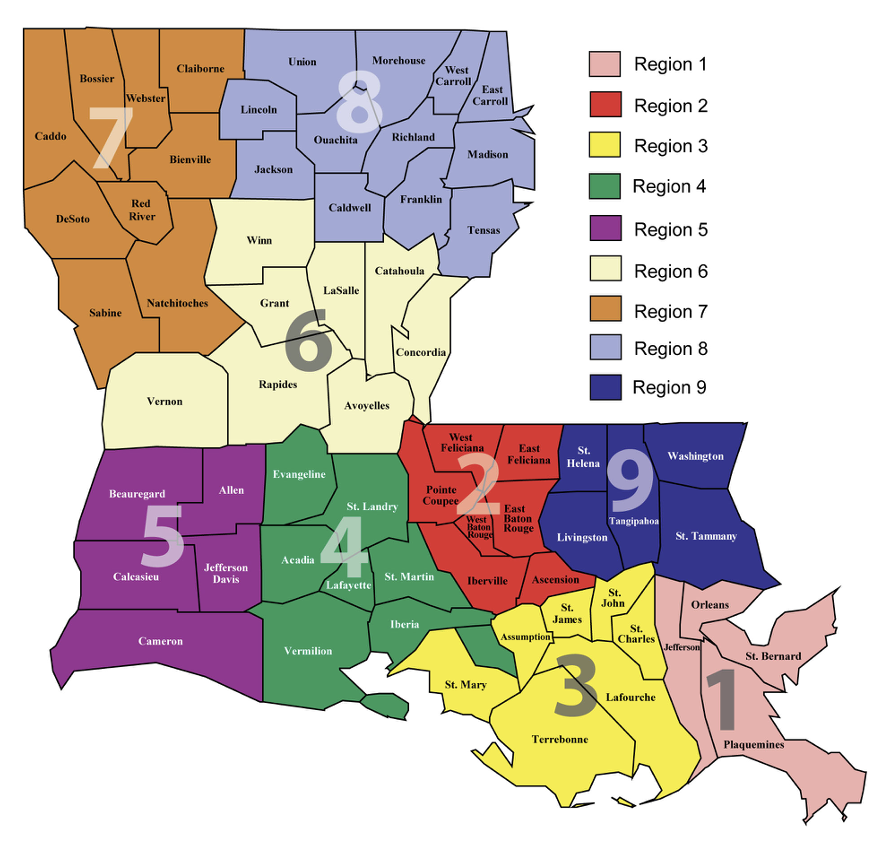 Union
Morehouse
Claiborne
West
Carroll
Bossier
East
Carroll
Webster
Lincoln
8
7
Caddo
Ouachita
Richland
Madison
Bienville
Jackson
Red
River
Caldwell
Franklin
DeSoto
Tensas
Winn
Catahoula
LaSalle
Natchitoches
Grant
Sabine
6
Concordia
Rapides
Vernon
Avoyelles
Region 1
Region 2
Region 3
Region 4
Region 5
Region 6
Region 7
Region 8
Region 9
West
Feliciana
East
Feliciana
St.
Helena
Washington
Evangeline
2
9
Beauregard
Allen
Pointe
Coupee
St. Landry
East
Baton
Rouge
West
Baton
Rouge
Tangipahoa
5
4
Livingston
St. Tammany
Acadia
Calcasieu
Jefferson
Davis
Lafayette
St. Martin
Iberville
Ascension
St.
John
Orleans
St.
James
Iberia
Assumption
St.
Charles
Cameron
Jefferson
Vermilion
St. Bernard
St. Mary
3
1
Lafourche
Terrebonne
Plaquemines